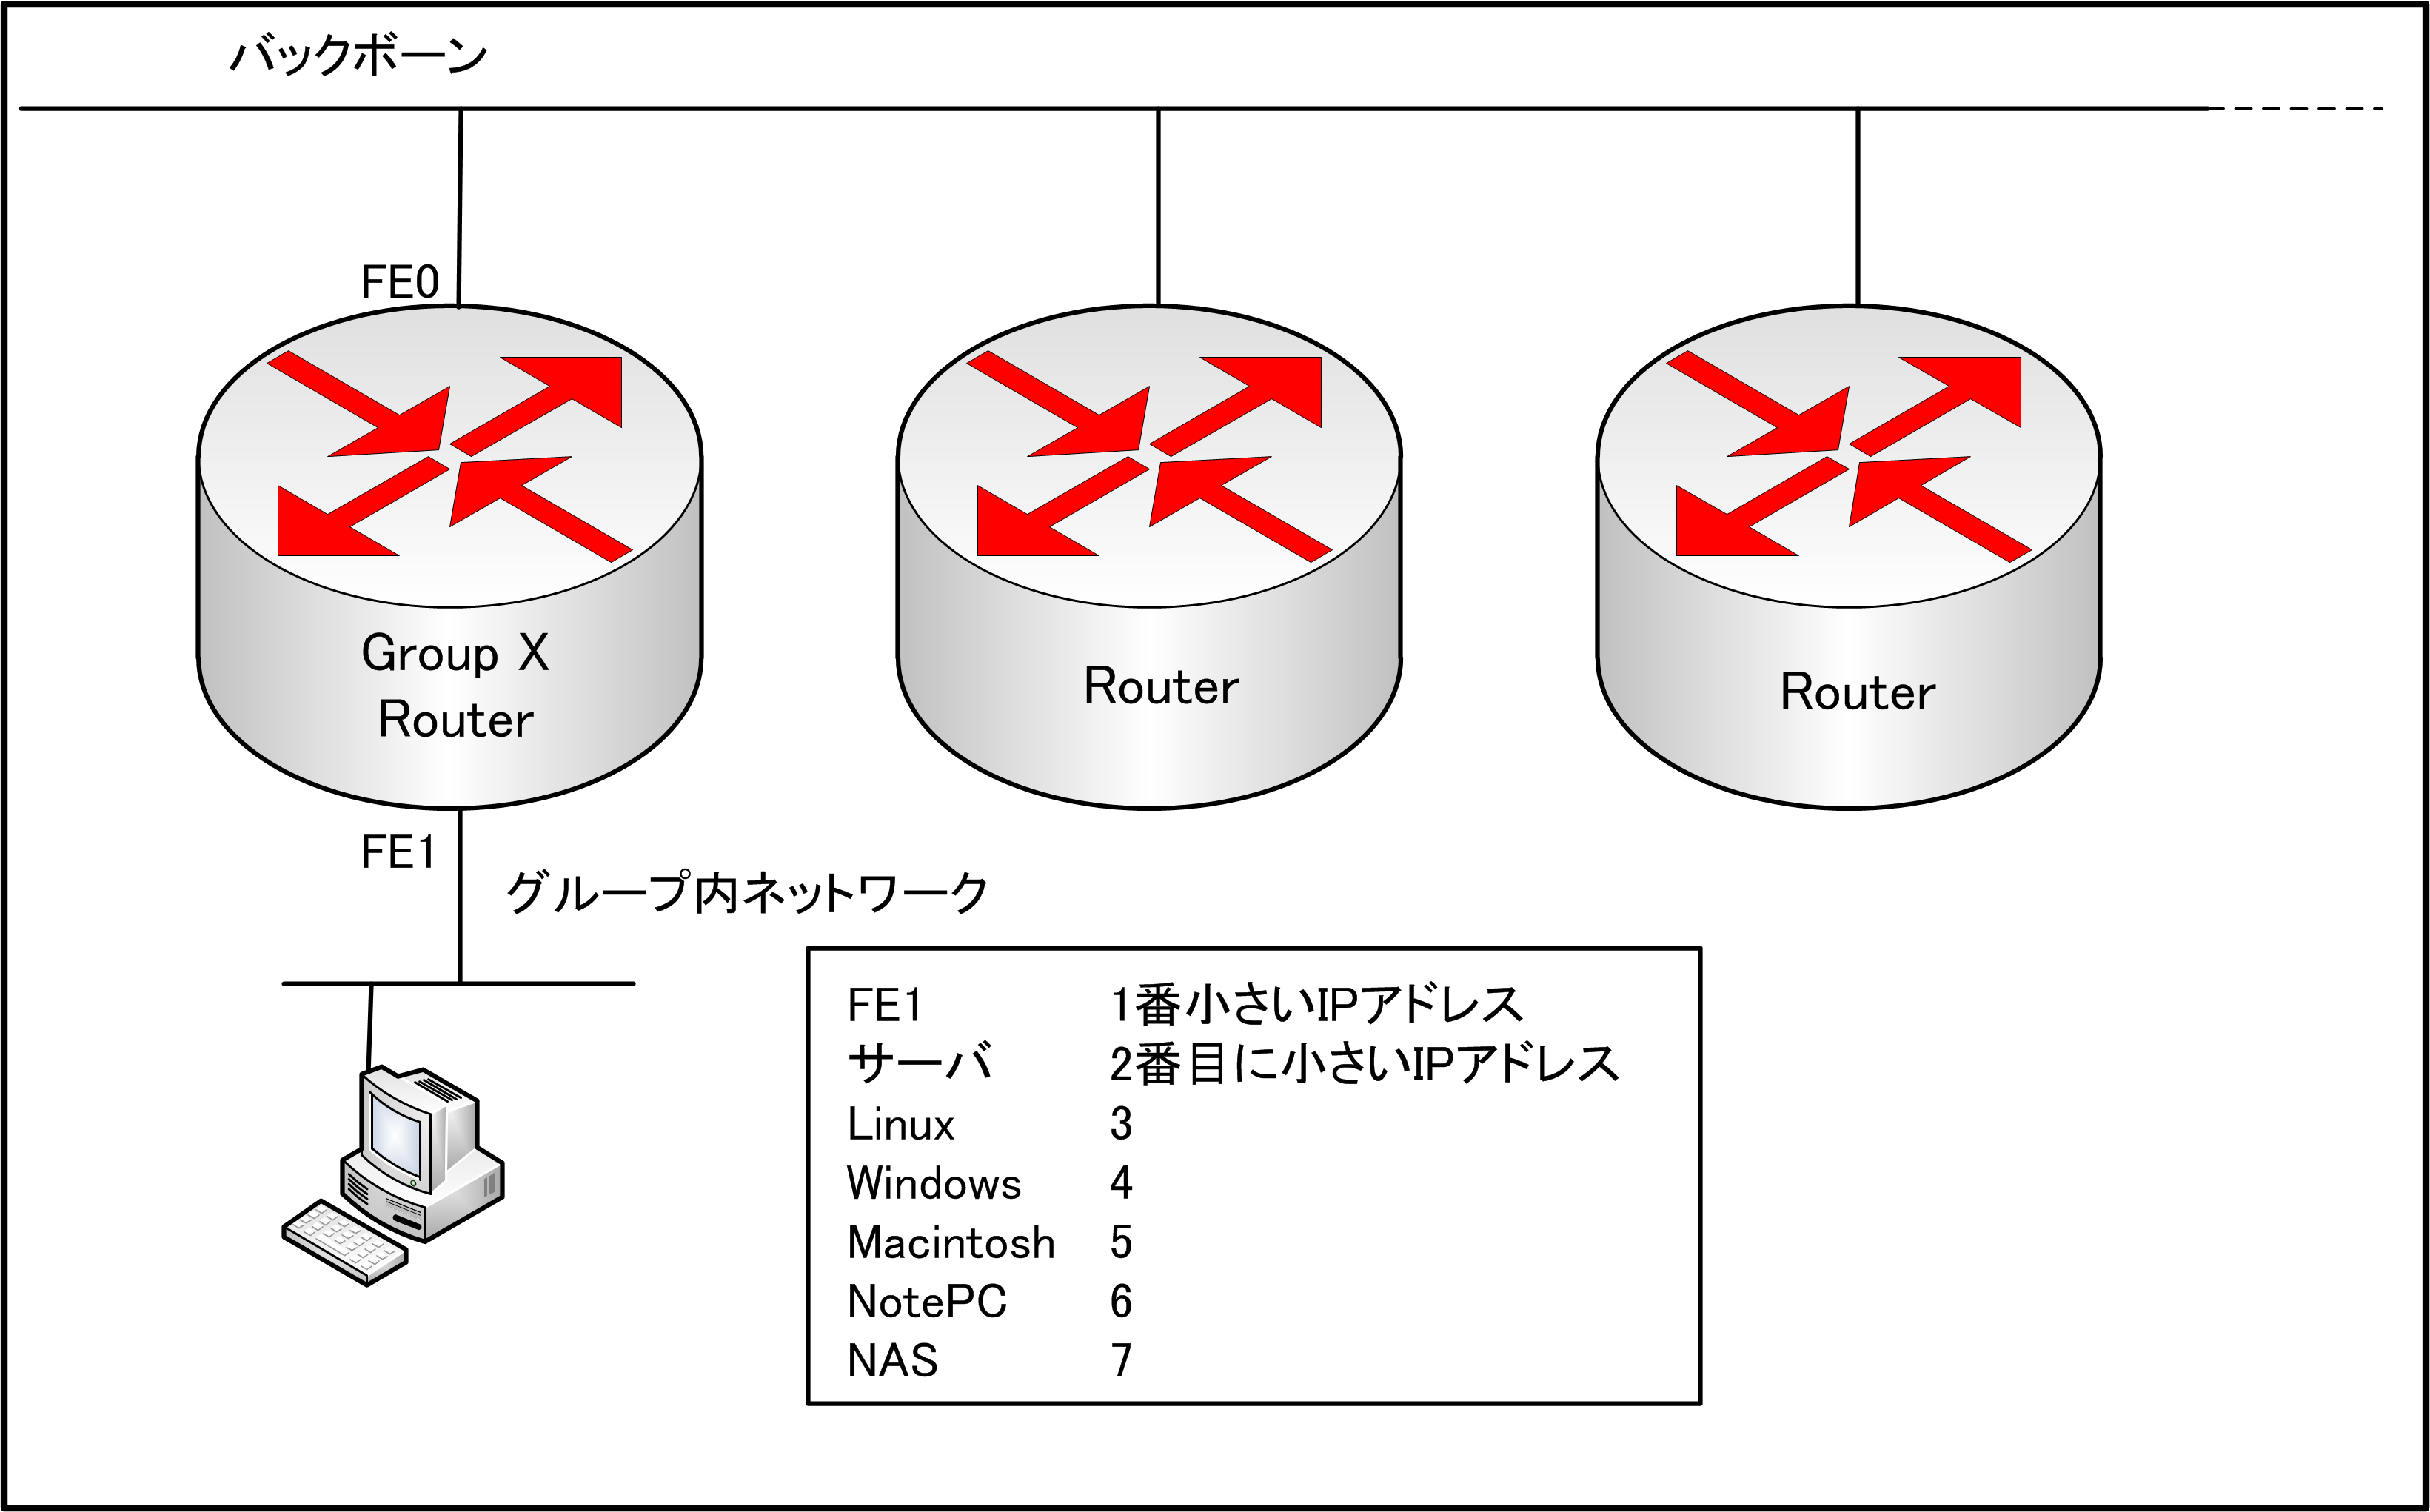 バックボーン
FE0
Group X
Router
Router
Router
FE1
グループ内ネットワーク
FE1 1番小さいIPアドレス
サーバ 2番目に小さいIPアドレス
Linux 3
Windows 4
Macintosh 5
NotePC 6
NAS 7